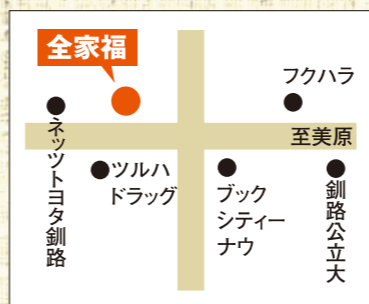 全家福
フクハラ
至美原
ネッツトヨタ釧路
ツルハ
ドラッグ
ブック
シティー
ナウ
釧路公立大